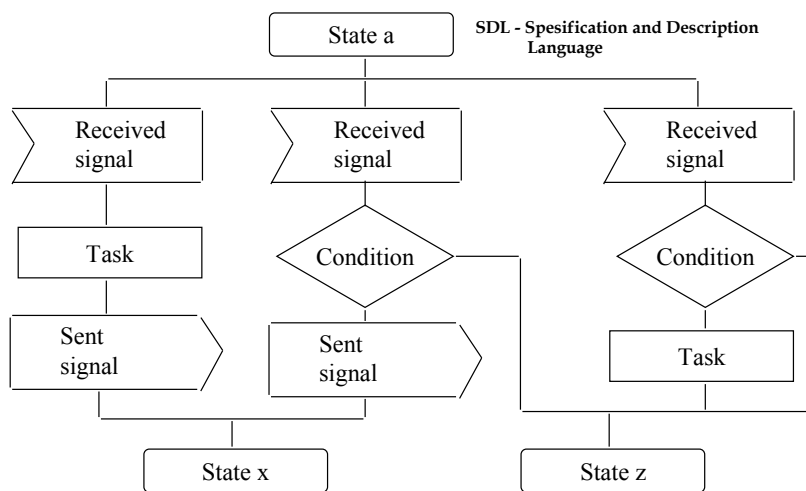 State a
SDL - Spesification and Description
Language
Received
signal
Received
signal
Received
signal
Task
Condition
Condition
Sent
signal
Sent
signal
Task
State x
State z